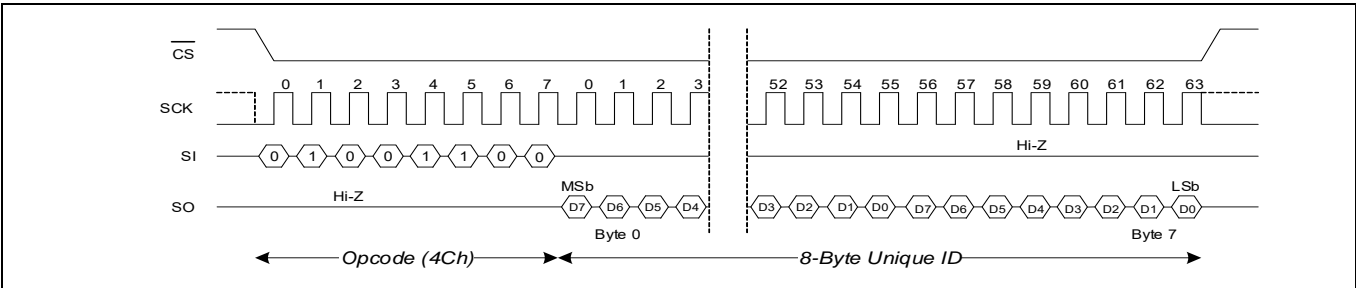 CS
0 1 2 3 4 5 6 7 0 1 2 3 52 53 54 55 56 57 58 59 60 61 62 63
SCK
Hi-Z
SI 0 1 0 0 1 1 0 0
Hi-Z MSb LSb
SO D7 D6 D5 D4 D3 D2 D1 D0 D7 D6 D5 D4 D3 D2 D1 D0
Byte 0 Byte 7
Opcode (4Ch) 8-Byte Unique ID